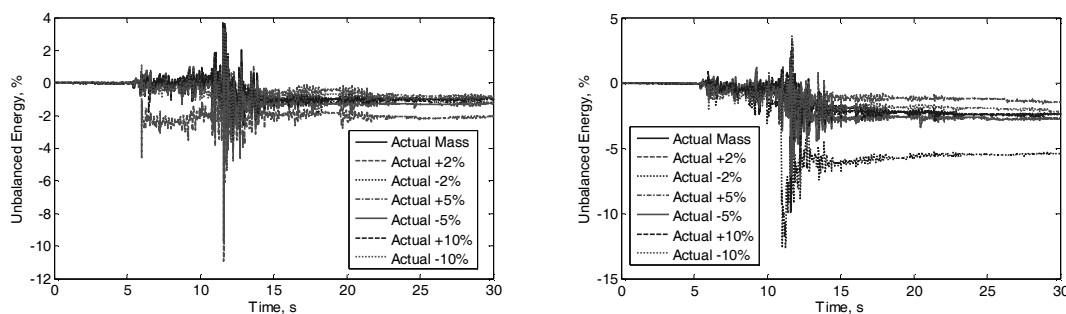 Unbalanced Energy, %
4
2
0
-2
-4
-6
-8
-10
-12
0 5 10 15 20 25 30
Time, s
Actual Mass
Actual +2%
Actual -2%
Actual +5%
Actual -5%
Actual +10%
Actual -10%
Unbalanced Energy, %
5
0
-5
-10
-15
0 5 10 15 20 25 30
Time, s
Actual Mass
Actual +2%
Actual -2%
Actual +5%
Actual -5%
Actual +10%
Actual -10%